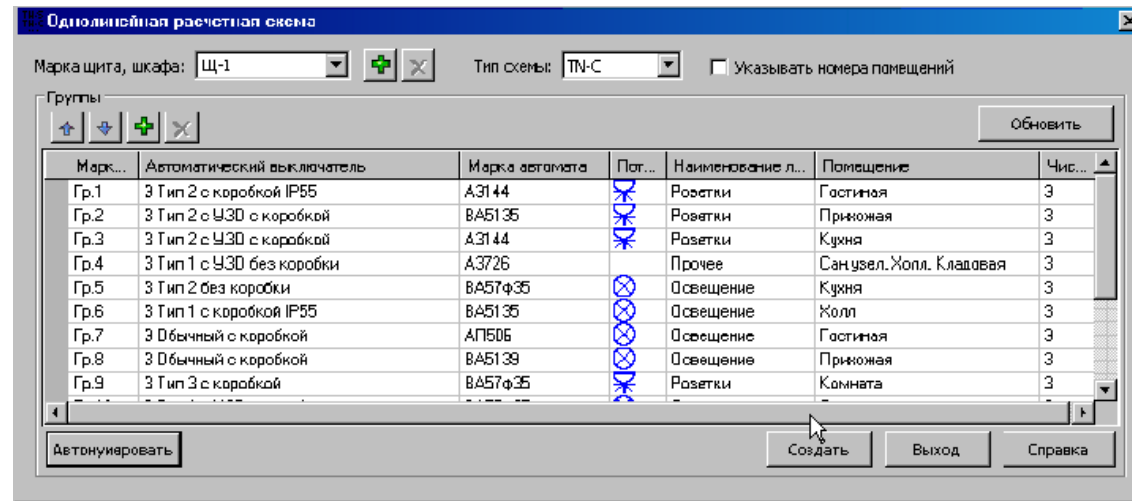 Однолинейная расчетная схема
Марка щита, шкафа: Щ-1 Тип схемы: TN-C Указывать номера помещений
Группы
Обновить
Марк... Автоматический выключатель Марка автомата Пот... Наименование л... Помещение Чис...
Гр.1 3 Тип 2 с коробкой IP55 А3144 Розетки Гостиная 3
Гр.2 3 Тип 2 с УЗО с коробкой ВА5135 Розетки Прихожая 3
Гр.3 3 Тип 2 с УЗО с коробкой А3144 Розетки Кухня 3
Гр.4 3 Тип 1 с УЗО без коробки А3726 Прочее Сан.узел. Холл. Кладовая 3
Гр.5 3 Тип 2 без коробки ВА57ф35 Освещение Кухня 3
Гр.6 3 Тип 1 с коробкой IP55 ВА5135 Освещение Холл 3
Гр.7 3 Обычный с коробкой АП50Б Освещение Гостиная 3
Гр.8 3 Обычный с коробкой ВА5139 Освещение Прихожая 3
Гр.9 3 Тип 3 с коробкой ВА57ф35 Розетки Комната 3
Автонумеровать Создать Выход Справка